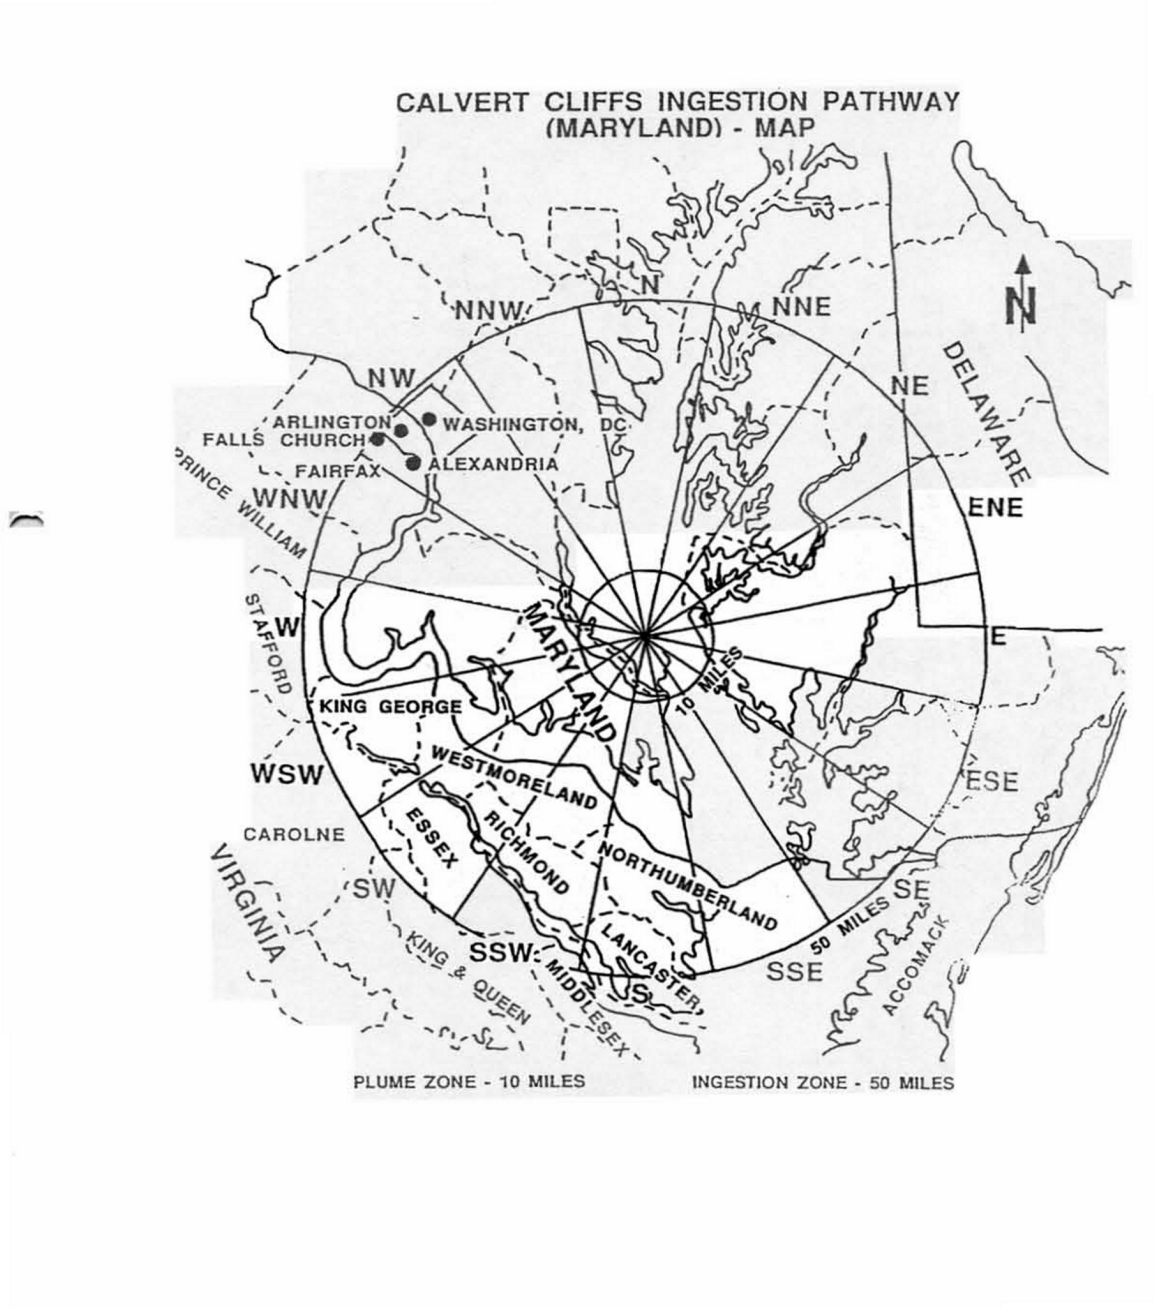 CALVERT CLIFFS INGESTION PATHWAY
(MARYLAND) - MAP
N
NNW
NNE
N
NW
NE
DELAWARE
ARLINGTON
WASHINGTON, DC
FALLS CHURCH
FAIRFAX
ALEXANDRIA
PRINCE WILLIAM
WNW
ENE
STAFFORD
W
MARYLAND
E
10 MILES
KING GEORGE
WSW
WESTMORELAND
ESE
CAROLNE
ESSEX
RICHMOND
NORTHUMBERLAND
VIRGINIA
SW
SE
50 MILES
LANCASTER
ACCOMACK
KING & QUEEN
SSW
MIDDLESEX
S
SSE
PLUME ZONE - 10 MILES
INGESTION ZONE - 50 MILES